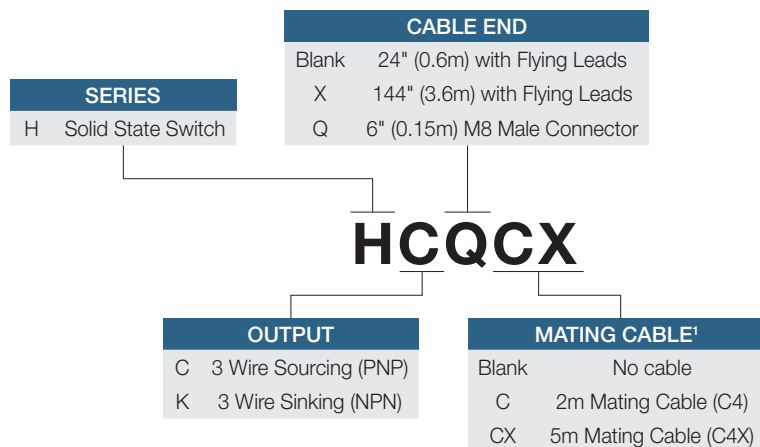 CABLE END
Blank 24" (0.6m) with Flying Leads
X 144" (3.6m) with Flying Leads
Q 6" (0.15m) M8 Male Connector
SERIES
H Solid State Switch
HCQCX
OUTPUT
C 3 Wire Sourcing (PNP)
K 3 Wire Sinking (NPN)
MATING CABLE¹
Blank No cable
C 2m Mating Cable (C4)
CX 5m Mating Cable (C4X)